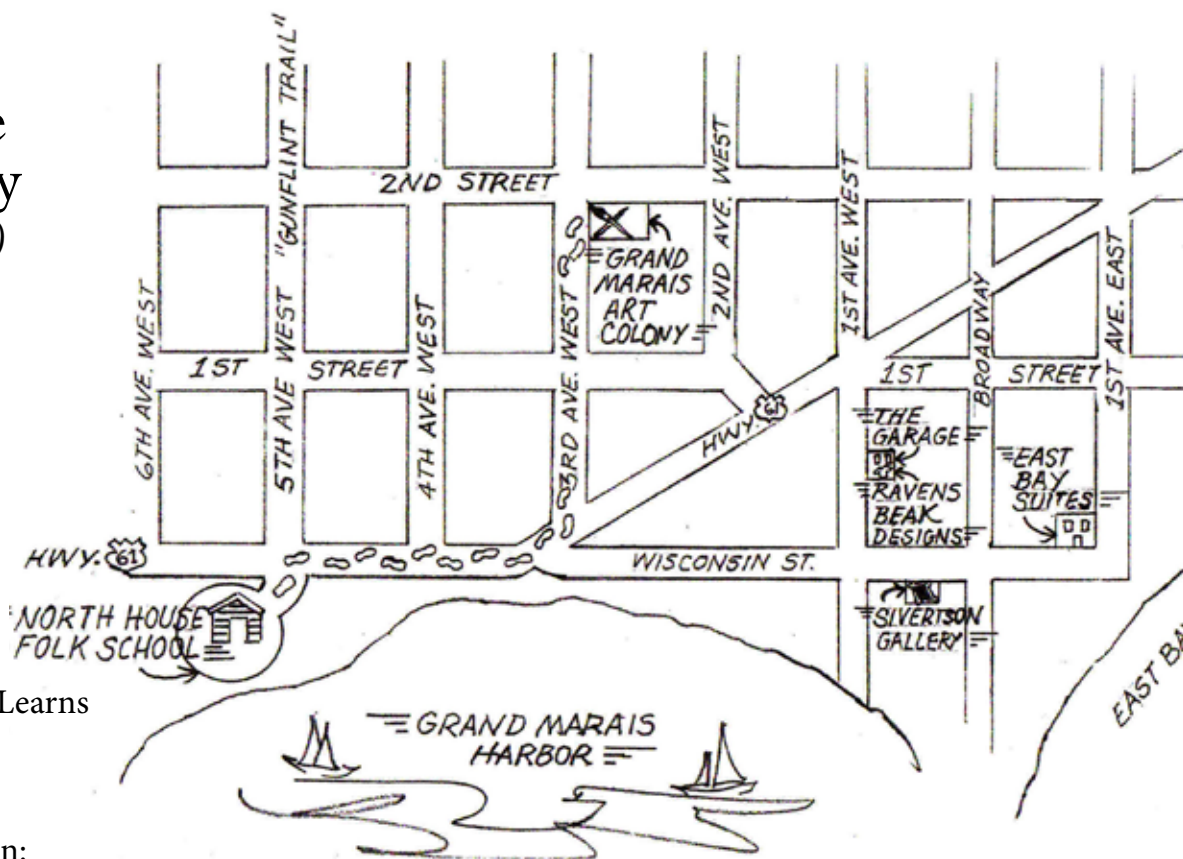 e
y
)
5TH AVE WEST "GUNFLINT TRAIL"
2ND STREET
GRAND
MARAIS
ART
COLONY
2ND AVE. WEST
1ST AVE. WEST
6TH AVE. WEST
4TH AVE. WEST
3RD AVE. WEST
BROADWAY
1ST AVE. EAST
1ST STREET
1ST STREET
HWY. 61
THE
GARAGE
RAVENS
BEAK
DESIGNS
EAST
BAY
SUITES
HWY. 61
WISCONSIN ST.
NORTH HOUSE
FOLK SCHOOL
SIVERTSON
GALLERY
EAST BAY
Learns
GRAND MARAIS
HARBOR
n: